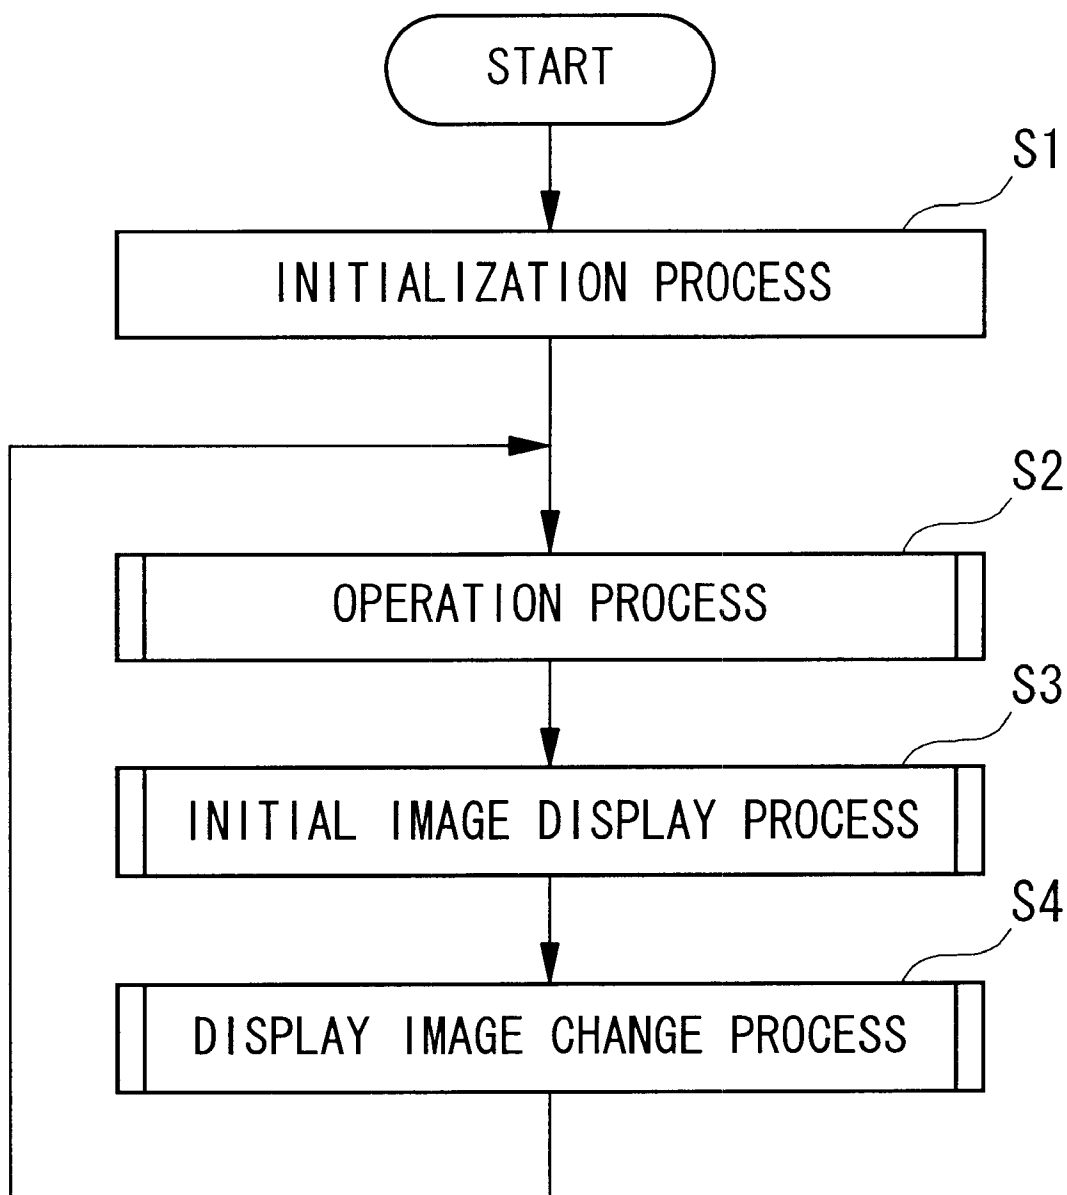 START
S1
INITIALIZATION PROCESS
S2
OPERATION PROCESS
S3
INITIAL IMAGE DISPLAY PROCESS
S4
DISPLAY IMAGE CHANGE PROCESS